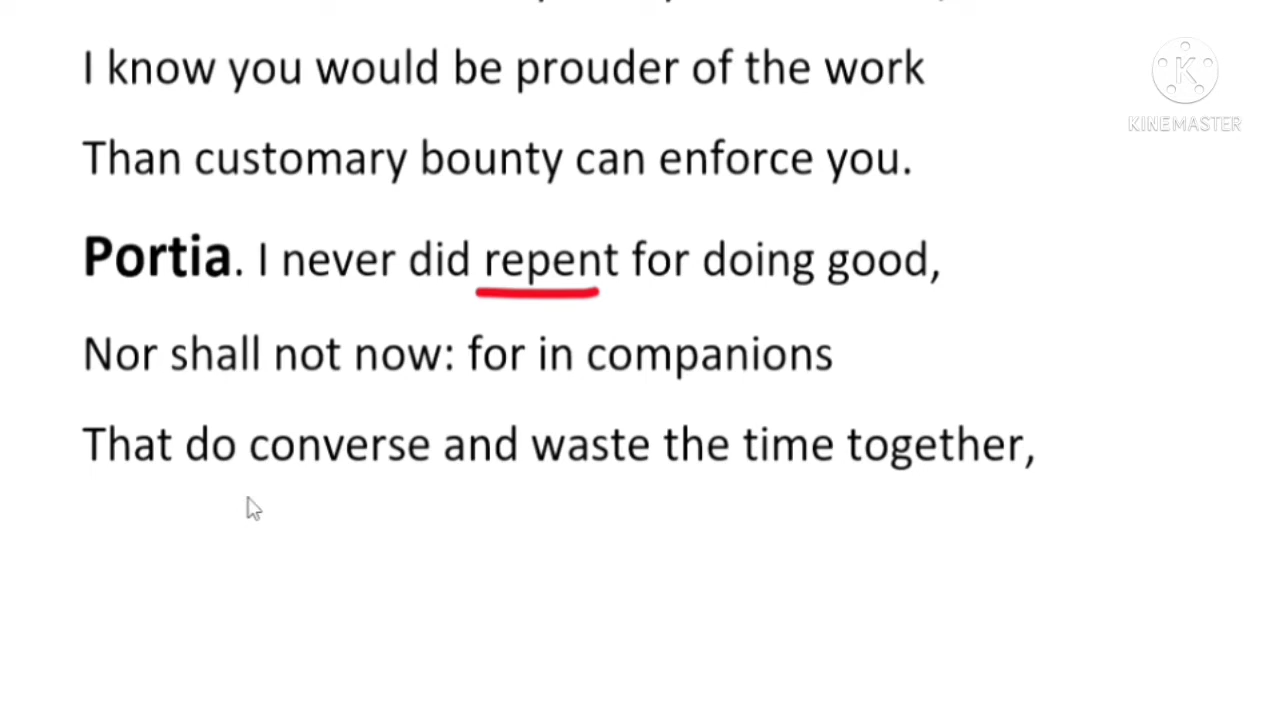 I know you would be prouder of the work
KINEMASTER
Than customary bounty can enforce you.
Portia. I never did repent for doing good,
Nor shall not now: for in companions
That do converse and waste the time together,